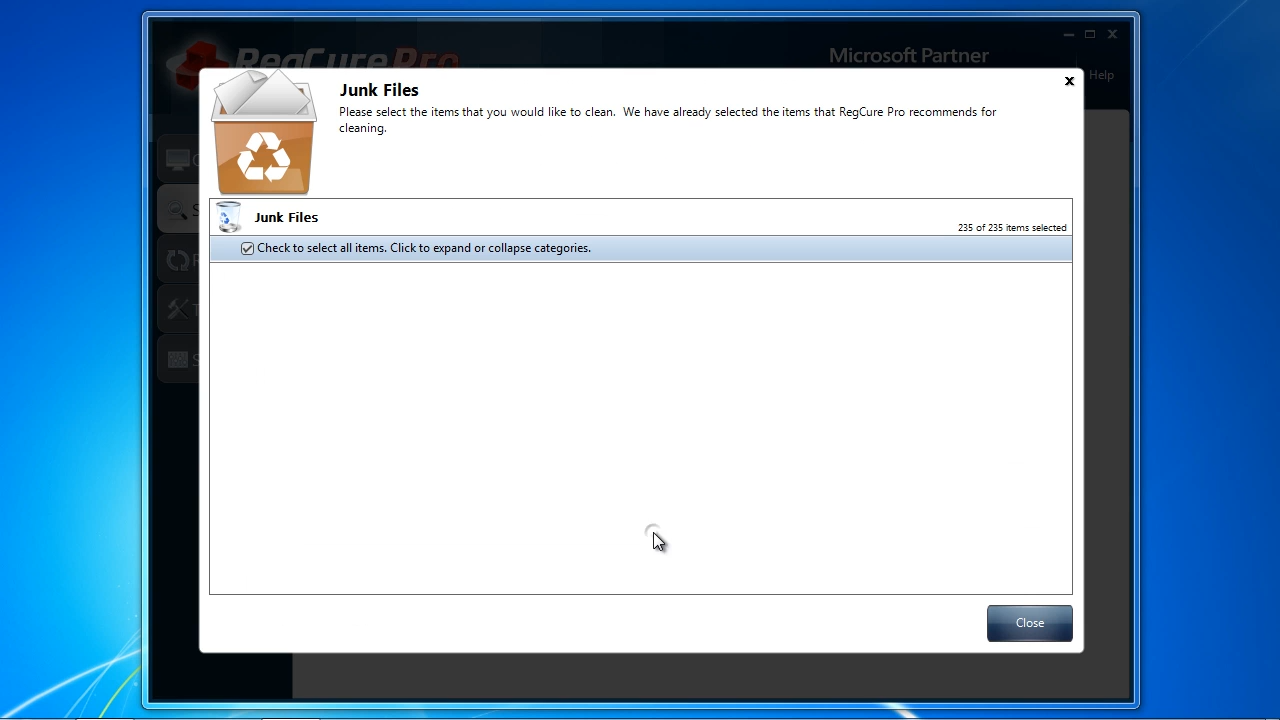 RegCure Pro
Microsoft Partner
Help
Junk Files
Please select the items that you would like to clean.  We have already selected the items that RegCure Pro recommends for
cleaning.
Junk Files
235 of 235 items selected
Check to select all items. Click to expand or collapse categories.
Close